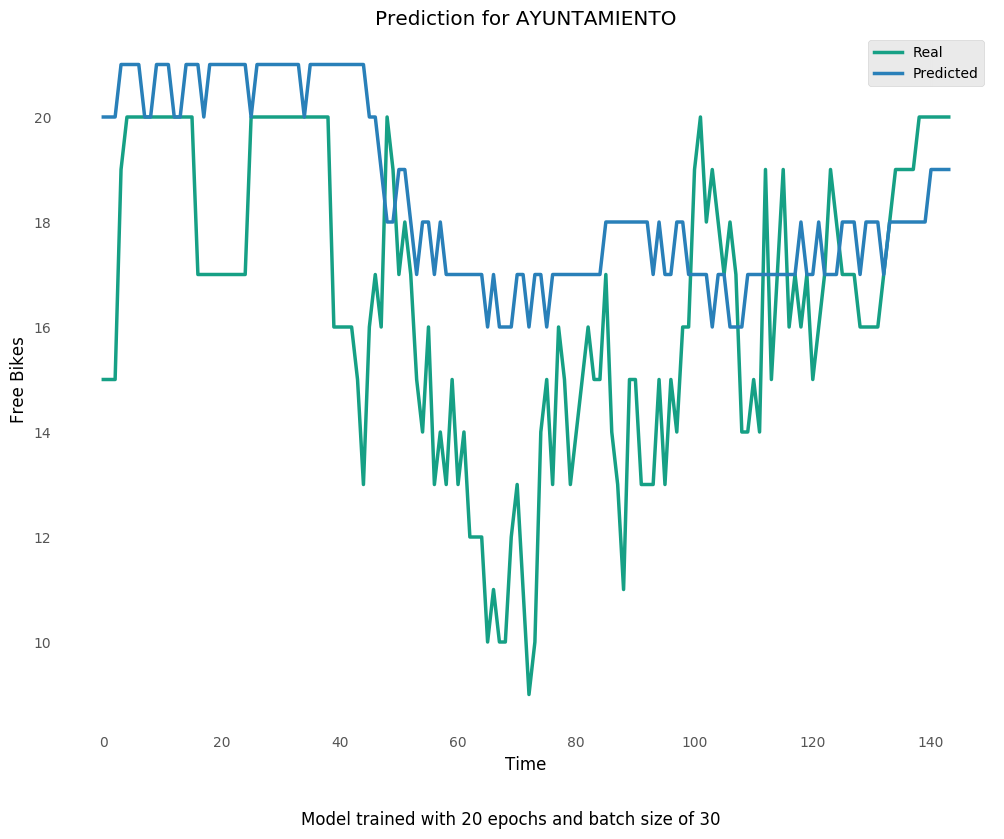 Prediction for AYUNTAMIENTO
Real
Predicted
20
18
16
14
12
10
Free Bikes
0 20 40 60 80 100 120 140
Time
Model trained with 20 epochs and batch size of 30